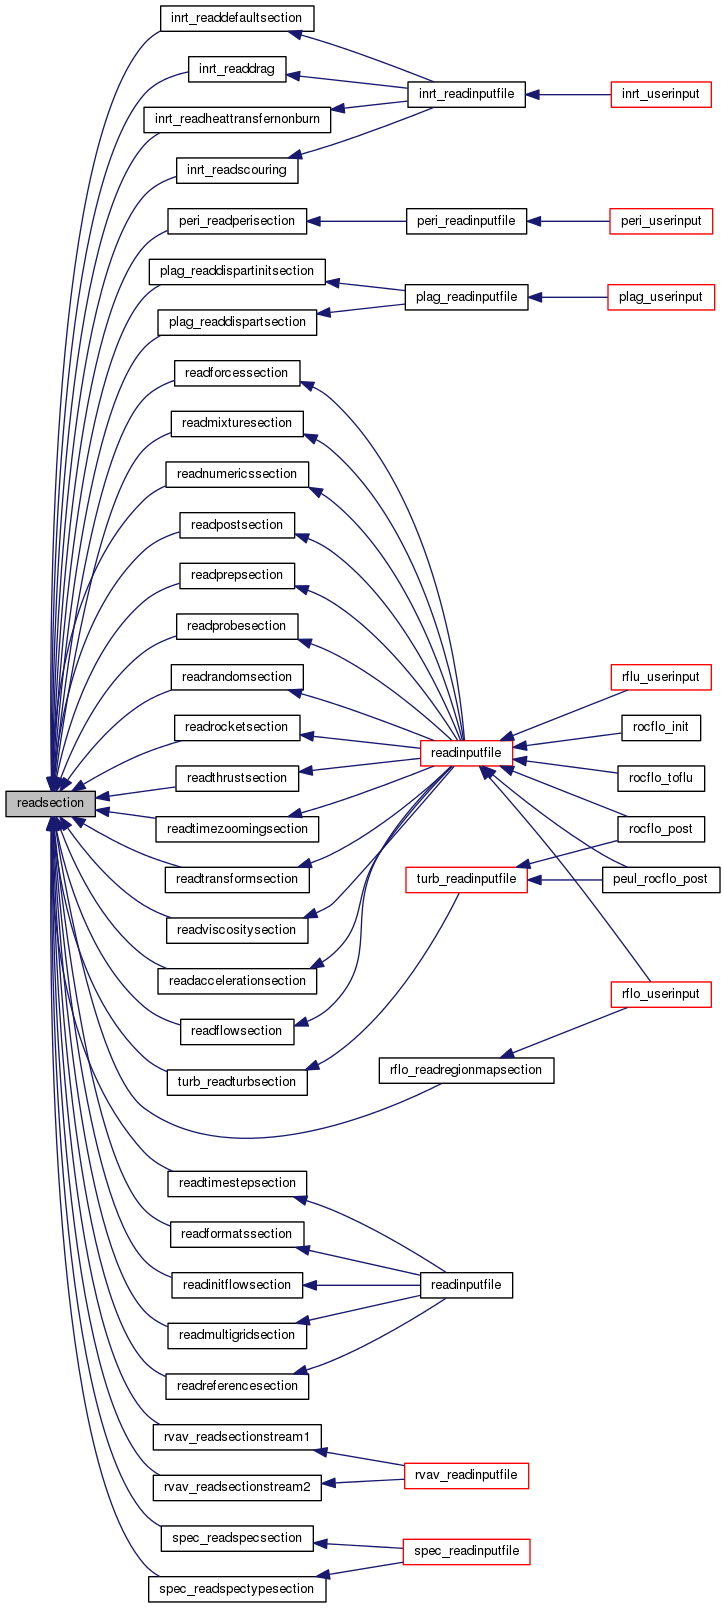 inrt_readdefaultsection
inrt_readdrag
inrt_readinputfile
inrt_userinput
inrt_readheattransfernonburn
inrt_readscouring
peri_readperisection
peri_readinputfile
peri_userinput
plag_readdispartinitsection
plag_readinputfile
plag_userinput
plag_readdispartsection
readforcessection
readmixturesection
readnumericssection
readpostsection
readprepsection
readprobesection
readrandomsection
rflu_userinput
readrocketsection
rocflo_init
readinputfile
readthrustsection
rocflo_toflu
readsection
readtimezoomingsection
rocflo_post
readtransformsection
turb_readinputfile
peul_rocflo_post
readviscositysection
readaccelerationsection
rflo_userinput
readflowsection
rflo_readregionmapsection
turb_readturbsection
readtimestepsection
readformatssection
readinitflowsection
readinputfile
readmultigridsection
readreferencesection
rvav_readsectionstream1
rvav_readinputfile
rvav_readsectionstream2
spec_readspecsection
spec_readinputfile
spec_readspectypesection